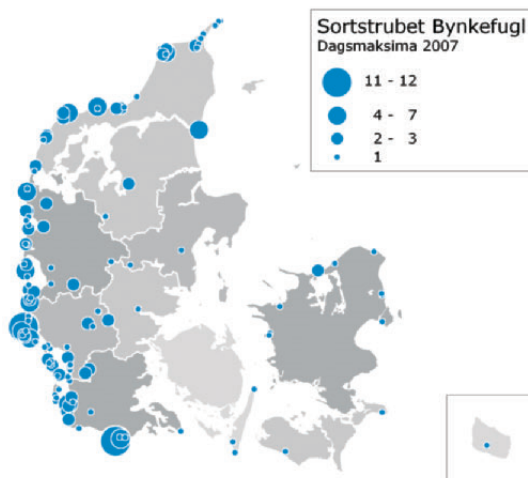 Sortstrubet Bynkefugl
Dagsmaksima 2007
11 - 12
4 - 7
2 - 3
1